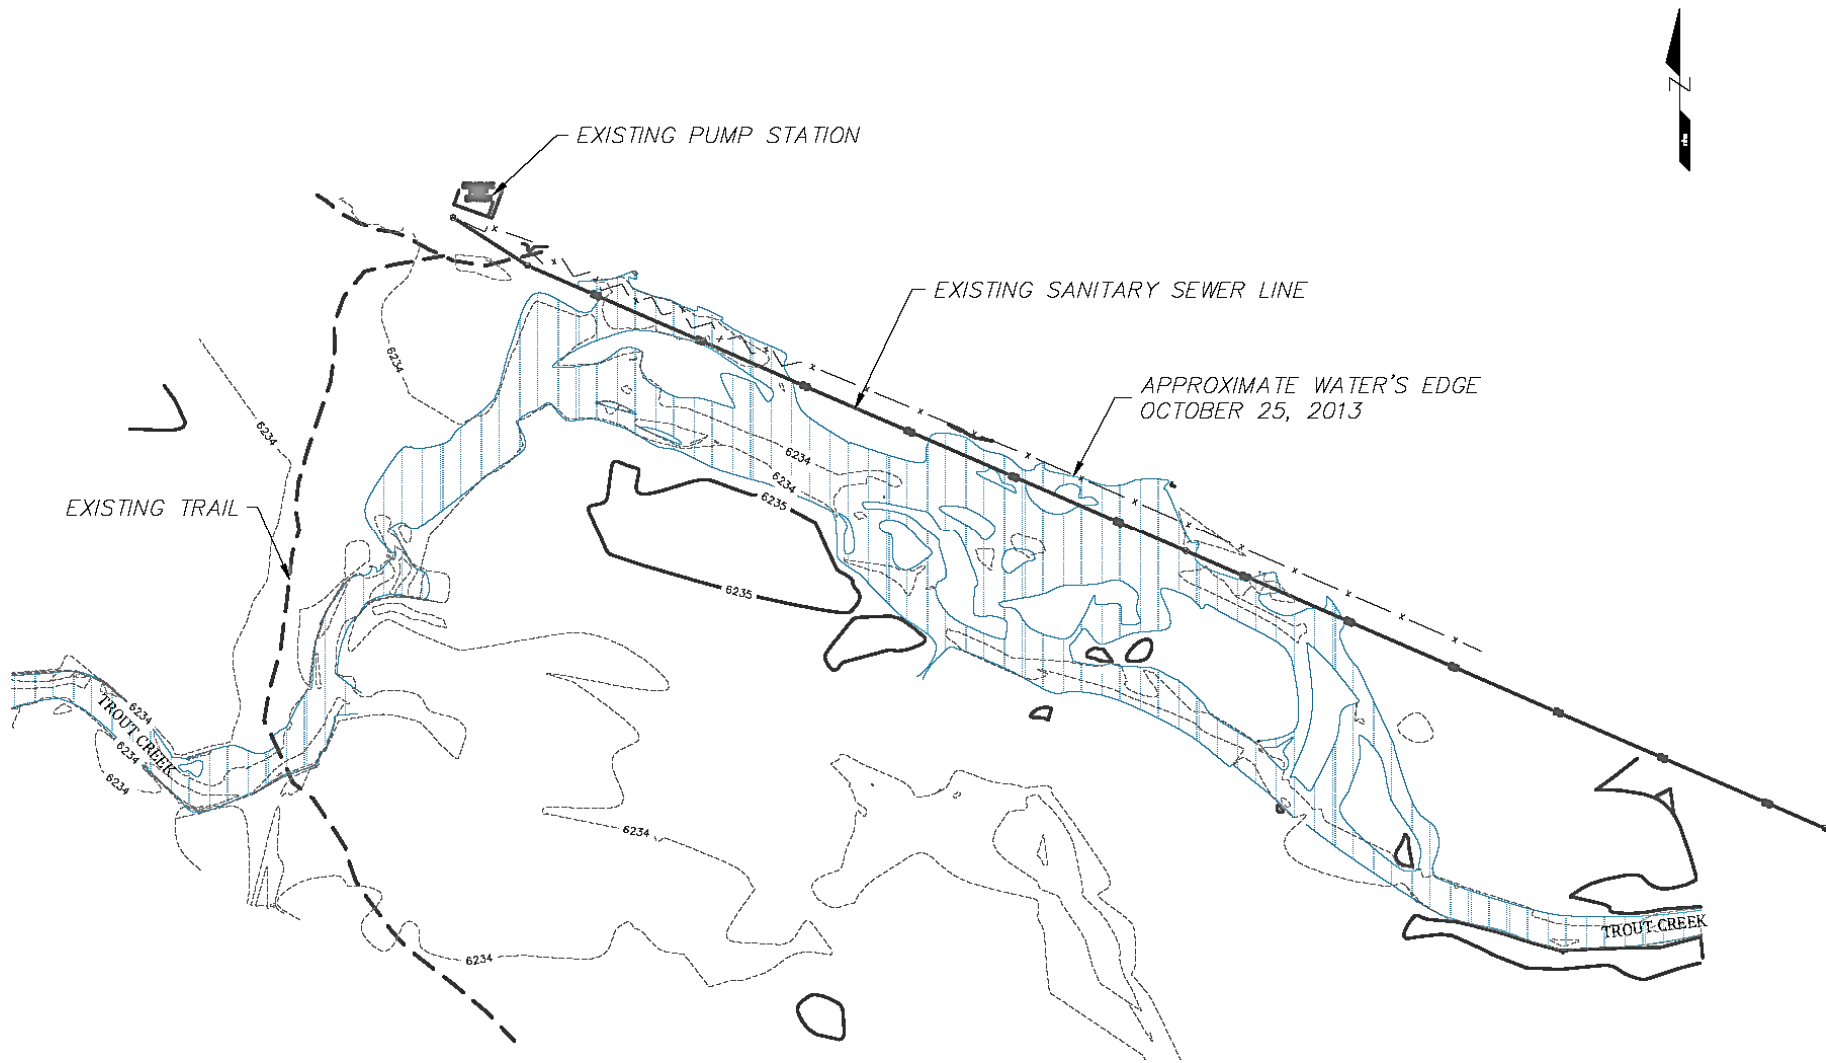 EXISTING PUMP STATION
EXISTING SANITARY SEWER LINE
6234
APPROXIMATE WATER'S EDGE
OCTOBER 25, 2013
6234
6234
6234
6235
EXISTING TRAIL
6235
6234
TROUT CREEK
6234
6234
6234
TROUT CREEK
6234